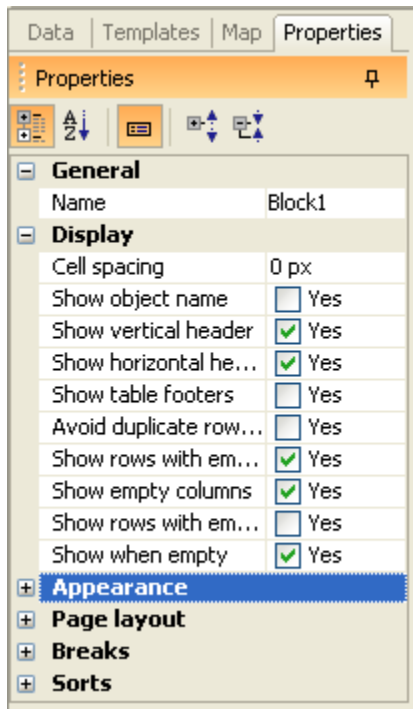 Data Templates Map Properties
Properties
General
Name Block1
Display
Cell spacing 0 px
Show object name Yes
Show vertical header Yes
Show horizontal he... Yes
Show table footers Yes
Avoid duplicate row... Yes
Show rows with em... Yes
Show empty columns Yes
Show rows with em... Yes
Show when empty Yes
Appearance
Page layout
Breaks
Sorts